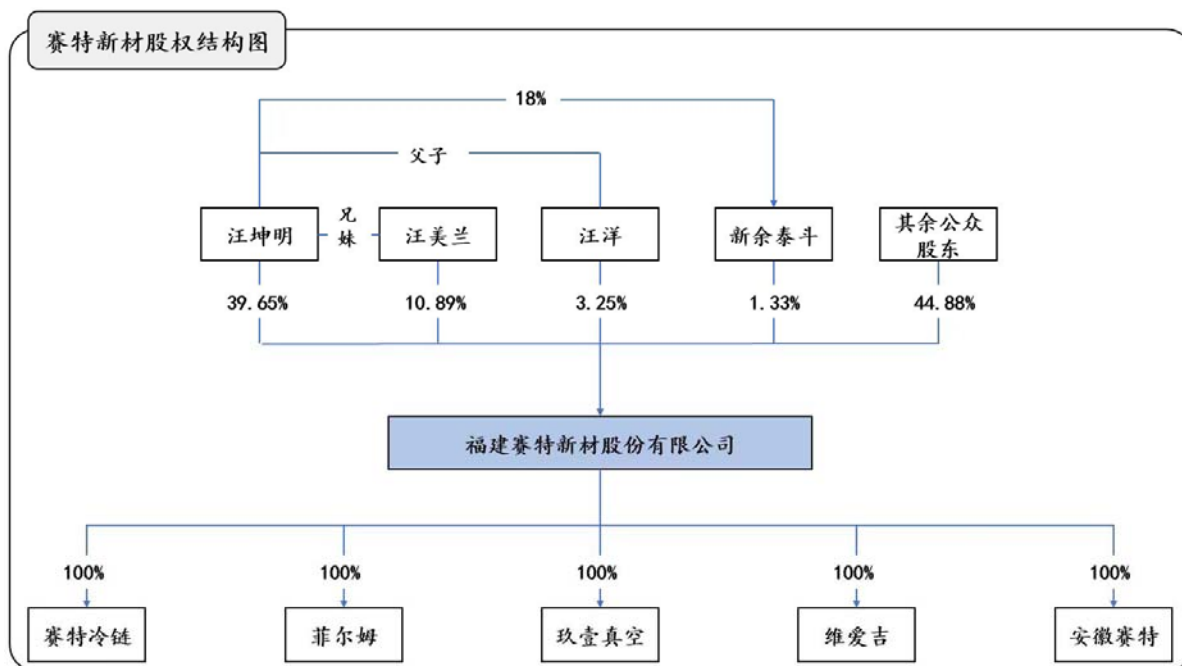 赛特新材股权结构图
18%
父子
汪坤明
兄
妹
汪美兰
汪洋
新余泰斗
其余公众
股东
39.65%
10.89%
3.25%
1.33%
44.88%
福建赛特新材股份有限公司
100%
100%
100%
100%
100%
赛特冷链
菲尔姆
玖壹真空
维爱吉
安徽赛特